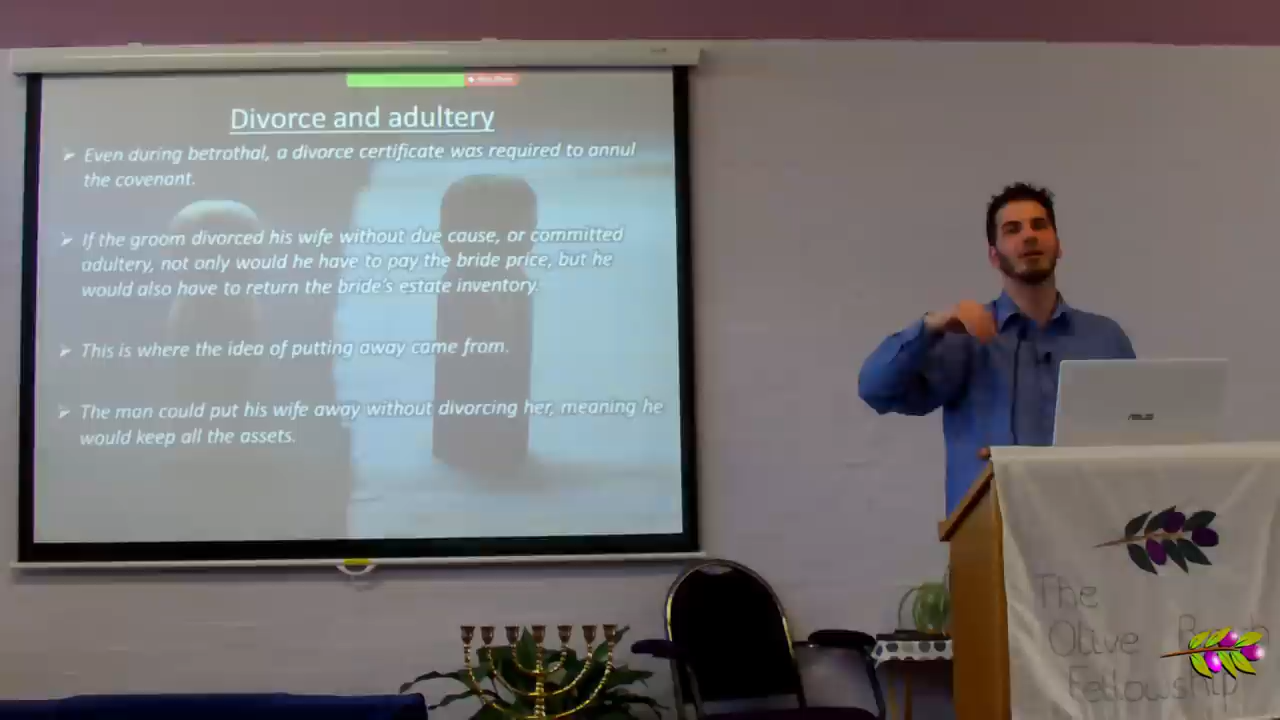 Divorce and adultery
Even during betrothal, a divorce certificate was required to annul
the covenant.
If the groom divorced his wife without due cause, or committed
adultery, not only would he have to pay the bride price, but he
would also have to return the bride's estate inventory.
This is where the idea of putting away came from.
The man could put his wife away without divorcing her, meaning he
would keep all the assets.
ASUS
The
Olive
Fellowship